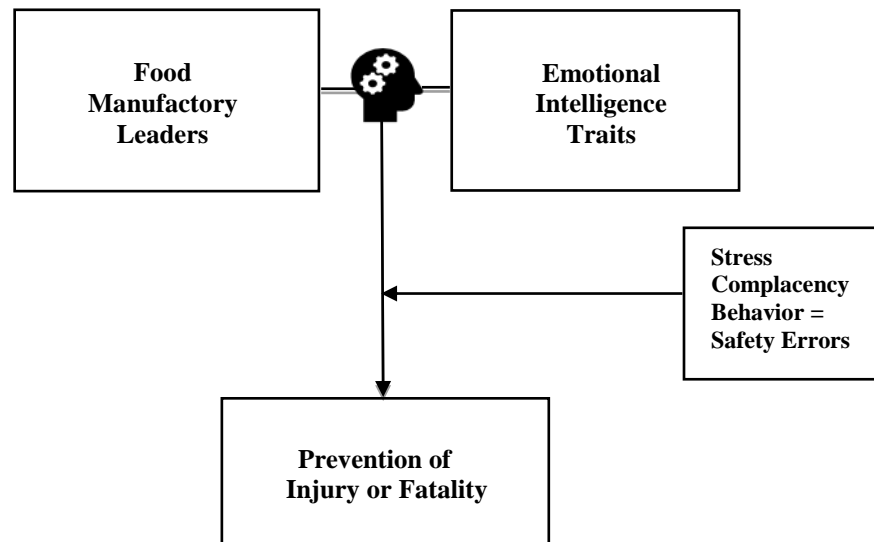 Food
Manufactory
Leaders
Emotional
Intelligence
Traits
Stress
Complacency
Behavior =
Safety Errors
Prevention of
Injury or Fatality